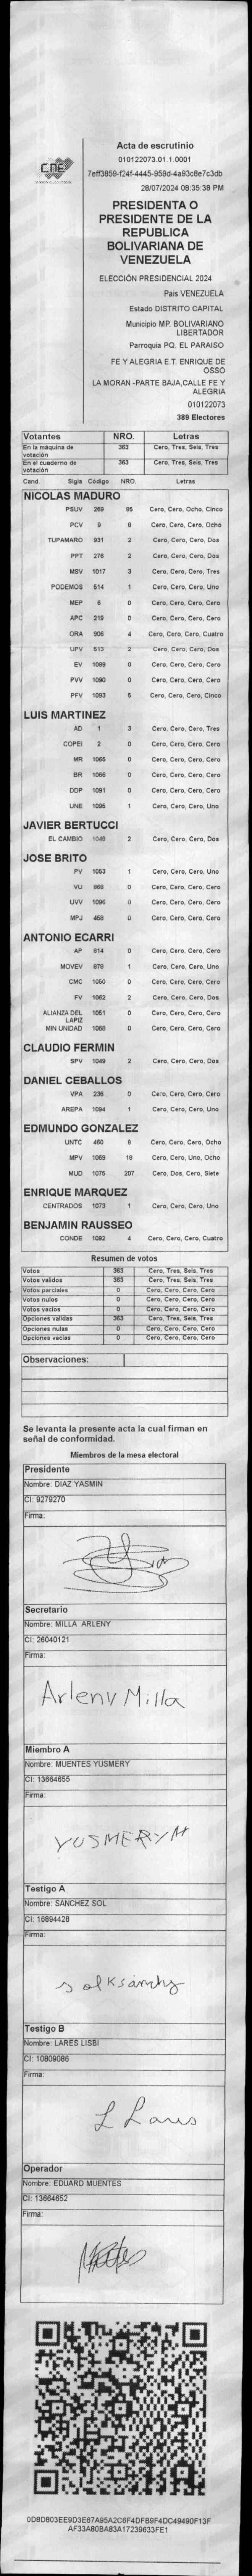 CNE
Acta de escrutinio
010122073.01.1.0001
7eff3859-f24f-4445-959d-4a93c8e7c3db
28/07/2024 08:35:38 PM
PRESIDENTA O
PRESIDENTE DE LA
REPUBLICA
BOLIVARIANA DE
VENEZUELA
ELECCIÓN PRESIDENCIAL 2024
Pais VENEZUELA
Estado DISTRITO CAPITAL
Municipio MP. BOLIVARIANO
LIBERTADOR
Parroquia PQ. EL PARAISO
FE Y ALEGRIA E.T. ENRIQUE DE
OSSO
LA MORAN -PARTE BAJA,CALLE FE Y
ALEGRIA
010122073
389 Electores
Votantes NRO. Letras
En la máquina de votación 363 Cero, Tres, Seis, Tres
En el cuaderno de votación 363 Cero, Tres, Seis, Tres
Cand. Sigla Código NRO. Letras
NICOLAS MADURO
PSUV 269 85 Cero, Cero, Ocho, Cinco
PCV 9 8 Cero, Cero, Cero, Ocho
TUPAMARO 931 2 Cero, Cero, Cero, Dos
PPT 276 2 Cero, Cero, Cero, Dos
MSV 1017 3 Cero, Cero, Cero, Tres
PODEMOS 514 1 Cero, Cero, Cero, Uno
MEP 6 0 Cero, Cero, Cero, Cero
APC 219 0 Cero, Cero, Cero, Cero
ORA 906 4 Cero, Cero, Cero, Cuatro
UPV 513 2 Cero, Cero, Cero, Dos
EV 1089 0 Cero, Cero, Cero, Cero
PVV 1090 0 Cero, Cero, Cero, Cero
PFV 1093 5 Cero, Cero, Cero, Cinco
LUIS MARTINEZ
AD 1 3 Cero, Cero, Cero, Tres
COPEI 2 0 Cero, Cero, Cero, Cero
MR 1065 0 Cero, Cero, Cero, Cero
BR 1066 0 Cero, Cero, Cero, Cero
DDP 1091 0 Cero, Cero, Cero, Cero
UNE 1095 1 Cero, Cero, Cero, Uno
JAVIER BERTUCCI
EL CAMBIO 1048 2 Cero, Cero, Cero, Dos
JOSE BRITO
PV 1053 1 Cero, Cero, Cero, Uno
VU 989 0 Cero, Cero, Cero, Cero
UVV 1096 0 Cero, Cero, Cero, Cero
MPJ 458 0 Cero, Cero, Cero, Cero
ANTONIO ECARRI
AP 814 0 Cero, Cero, Cero, Cero
MOVEV 878 1 Cero, Cero, Cero, Uno
CMC 1050 0 Cero, Cero, Cero, Cero
FV 1062 2 Cero, Cero, Cero, Dos
ALIANZA DEL LAPIZ 1051 0 Cero, Cero, Cero, Cero
MIN UNIDAD 1068 0 Cero, Cero, Cero, Cero
CLAUDIO FERMIN
SPV 1049 2 Cero, Cero, Cero, Dos
DANIEL CEBALLOS
VPA 236 0 Cero, Cero, Cero, Cero
AREPA 1094 1 Cero, Cero, Cero, Uno
EDMUNDO GONZALEZ
UNTC 460 8 Cero, Cero, Cero, Ocho
MPV 1069 18 Cero, Cero, Uno, Ocho
MUD 1075 207 Cero, Dos, Cero, Siete
ENRIQUE MARQUEZ
CENTRADOS 1073 1 Cero, Cero, Cero, Uno
BENJAMIN RAUSSEO
CONDE 1092 4 Cero, Cero, Cero, Cuatro
Resumen de votos
Votos 363 Cero, Tres, Seis, Tres
Votos validos 363 Cero, Tres, Seis, Tres
Votos parciales 0 Cero, Cero, Cero, Cero
Votos nulos 0 Cero, Cero, Cero, Cero
Votos vacios 0 Cero, Cero, Cero, Cero
Opciones validas 363 Cero, Tres, Seis, Tres
Opciones nulas 0 Cero, Cero, Cero, Cero
Opciones vacias 0 Cero, Cero, Cero, Cero
Observaciones:
Se levanta la presente acta la cual firman en
señal de conformidad.
Miembros de la mesa electoral
Presidente
Nombre: DIAZ YASMIN
CI: 9279270
Firma:
Secretario
Nombre: MILLA ARLENY
CI: 26040121
Firma:
Arleny Milla
Miembro A
Nombre: MUENTES YUSMERY
CI: 13664655
Firma:
YUSMERY M
Testigo A
Nombre: SANCHEZ SOL
CI: 16894428
Firma:
Testigo B
Nombre: LARES LISBI
CI: 10809086
Firma:
L Lares
Operador
Nombre: EDUARD MUENTES
CI: 13664652
Firma:
0D8D803EE9D3E67A95A2C6F4DFB9F4DC49490F13F
AF33A80BA83A17239633FE1